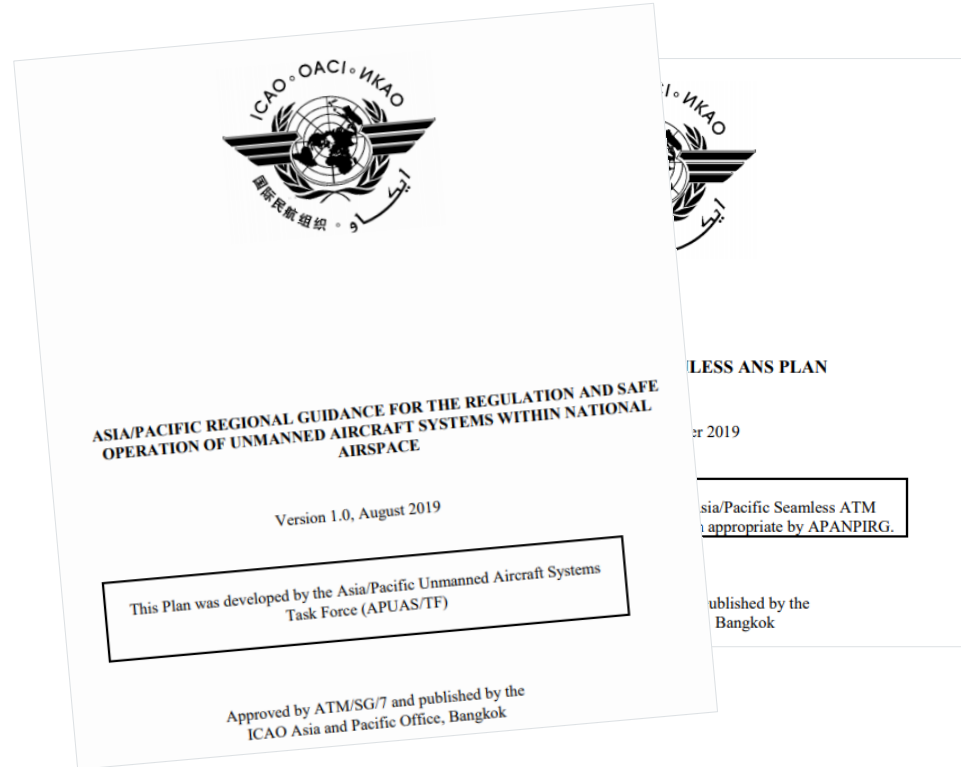 ICAO ◦ OACI ◦ ИКАО
国际民航组织 ◦ ايكاو
ASIA/PACIFIC REGIONAL GUIDANCE FOR THE REGULATION AND SAFE
OPERATION OF UNMANNED AIRCRAFT SYSTEMS WITHIN NATIONAL
AIRSPACE
Version 1.0, August 2019
This Plan was developed by the Asia/Pacific Unmanned Aircraft Systems
Task Force (APUAS/TF)
Approved by ATM/SG/7 and published by the
ICAO Asia and Pacific Office, Bangkok
ИКАО
LESS ANS PLAN
er 2019
sia/Pacific Seamless ATM
appropriate by APANPIRG.
ublished by the
Bangkok